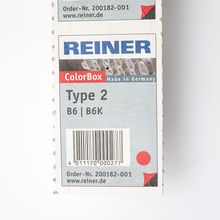 Order-Nr. 200182-001
www.reiner.de
REINER
ColorBox
Made in Germany
Type 2
B6 | B6K
4 011170 000277
Order-Nr. 200182-001
www.reiner.de